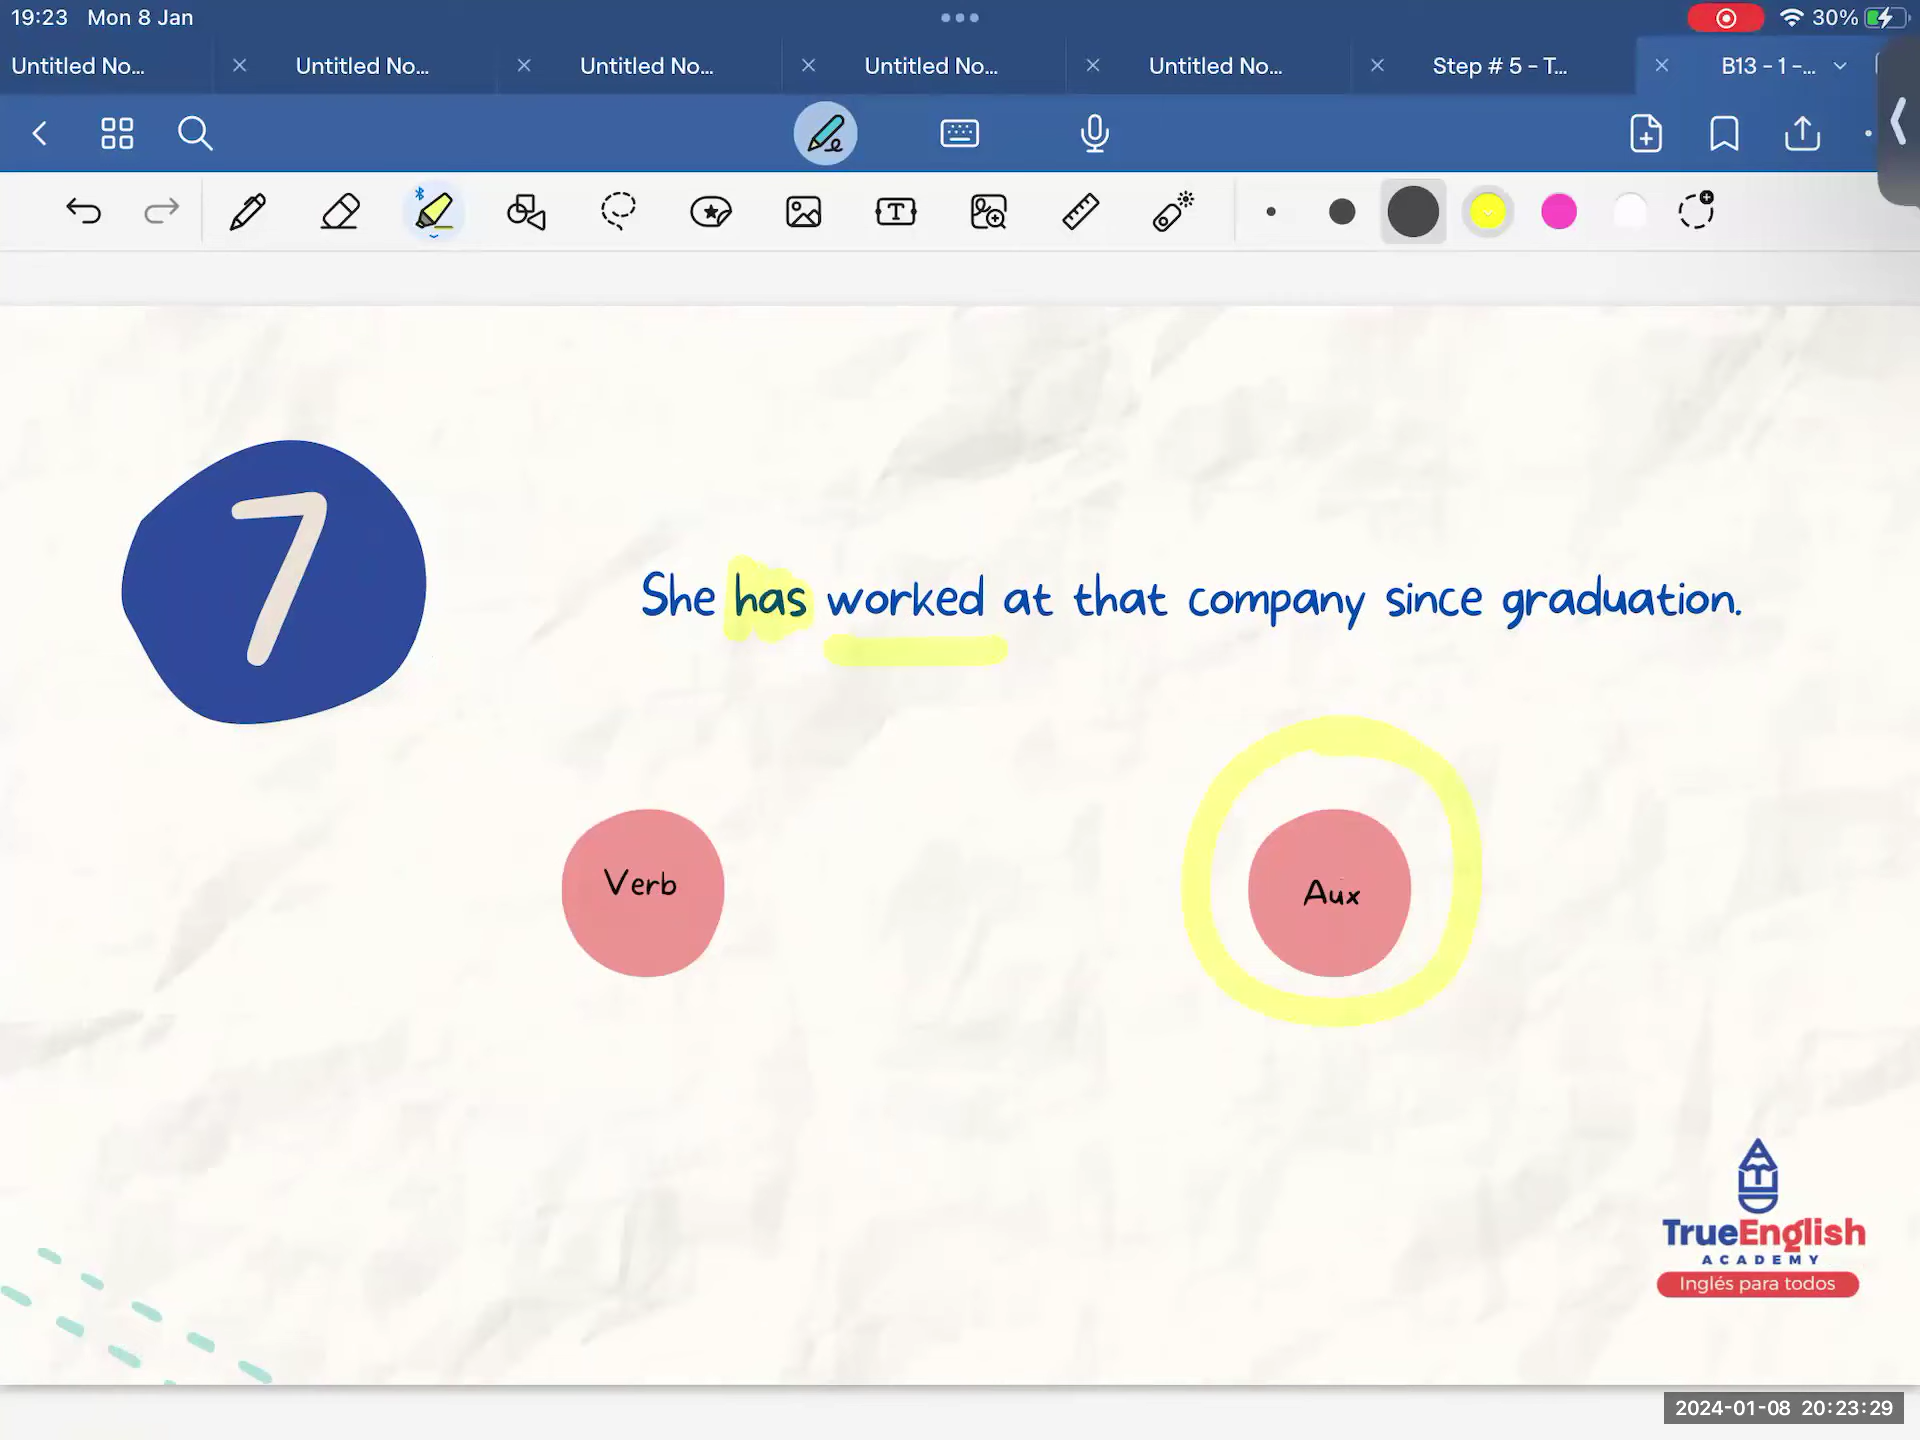 19:23 Mon 8 Jan
30%
Untitled No...
Untitled No...
Untitled No...
Untitled No...
Untitled No...
Step # 5 - T...
B13 - 1 -...
7
She has worked at that company since graduation.
Verb
Aux
TrueEnglish
ACADEMY
Inglés para todos
2024-01-08 20:23:29